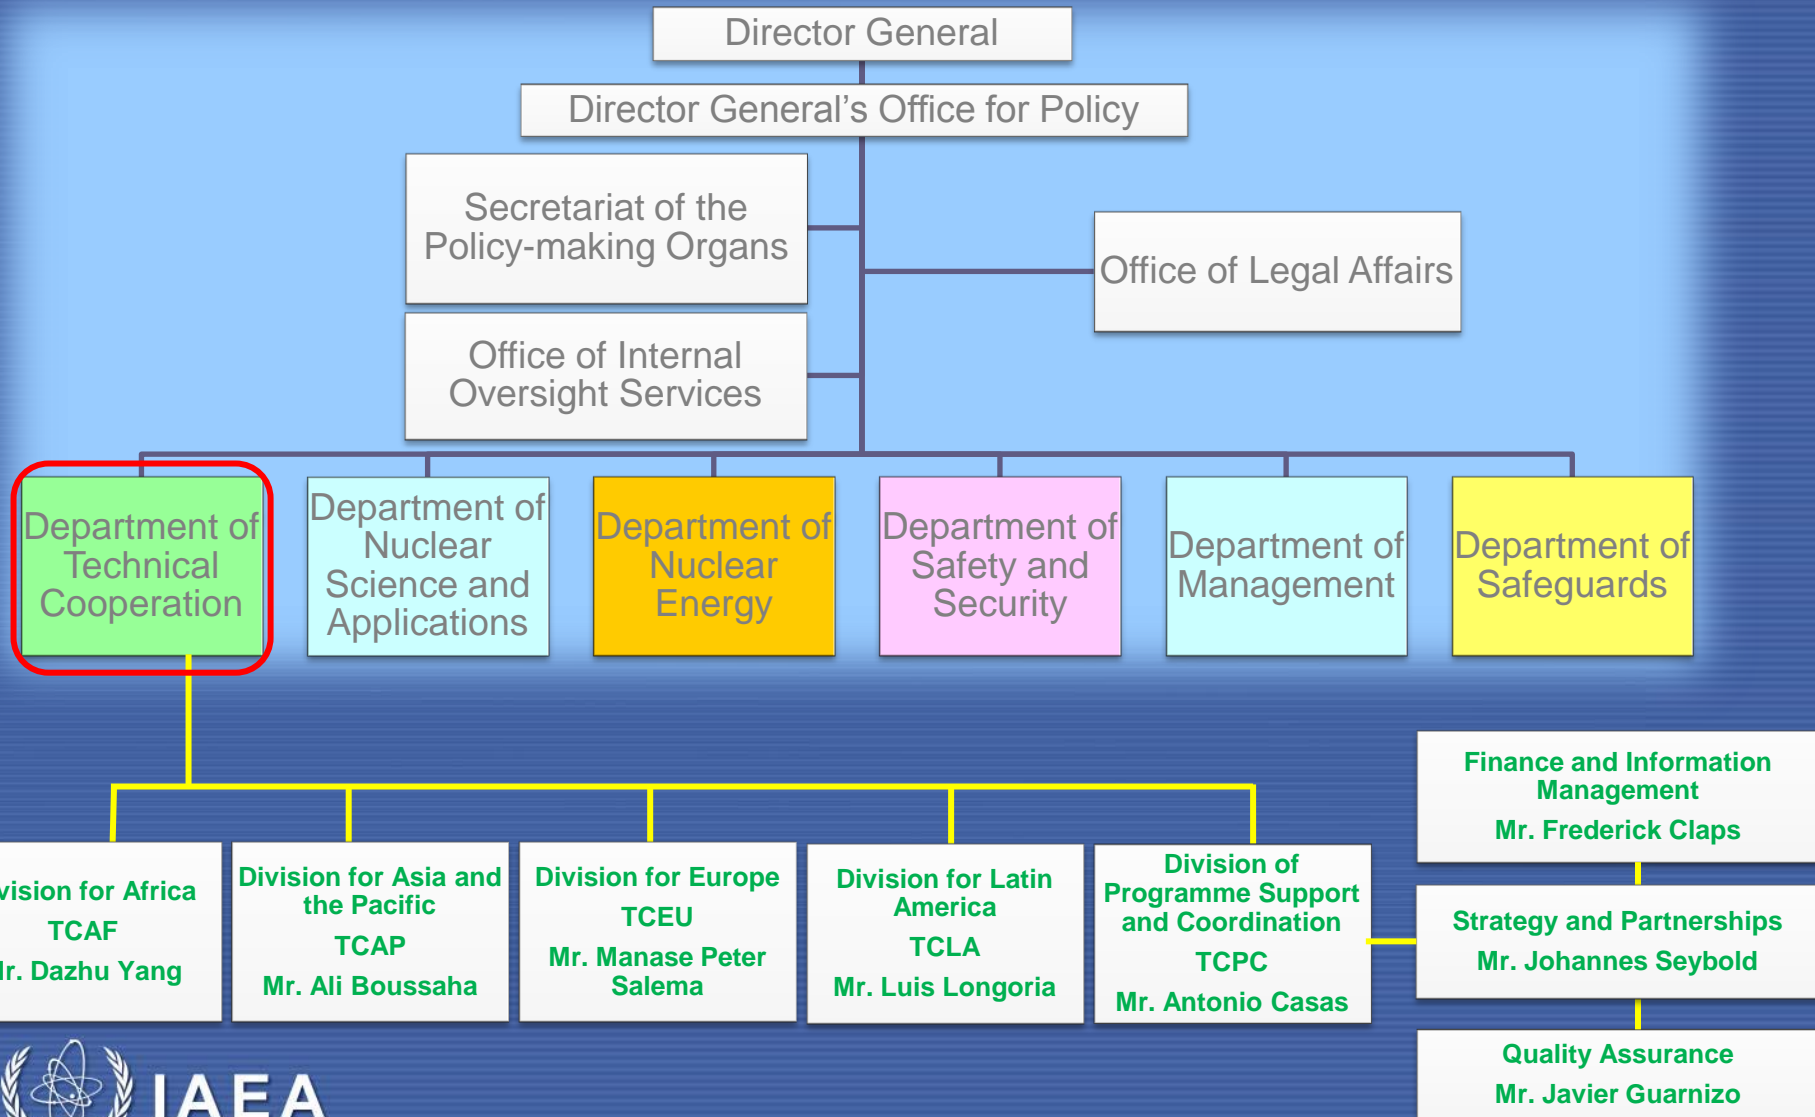 Director General
Director General's Office for Policy
Secretariat of the
Policy-making Organs
Office of Legal Affairs
Office of Internal
Oversight Services
Department of
Technical
Cooperation
Department of
Nuclear
Science and
Applications
Department of
Nuclear
Energy
Department of
Safety and
Security
Department of
Management
Department of
Safeguards
Finance and Information
Management
Mr. Frederick Claps
vision for Africa
TCAF
r. Dazhu Yang
Division for Asia and
the Pacific
TCAP
Mr. Ali Boussaha
Division for Europe
TCEU
Mr. Manase Peter
Salema
Division for Latin
America
TCLA
Mr. Luis Longoria
Division of
Programme Support
and Coordination
TCPC
Mr. Antonio Casas
Strategy and Partnerships
Mr. Johannes Seybold
Quality Assurance
Mr. Javier Guarnizo
IAEA